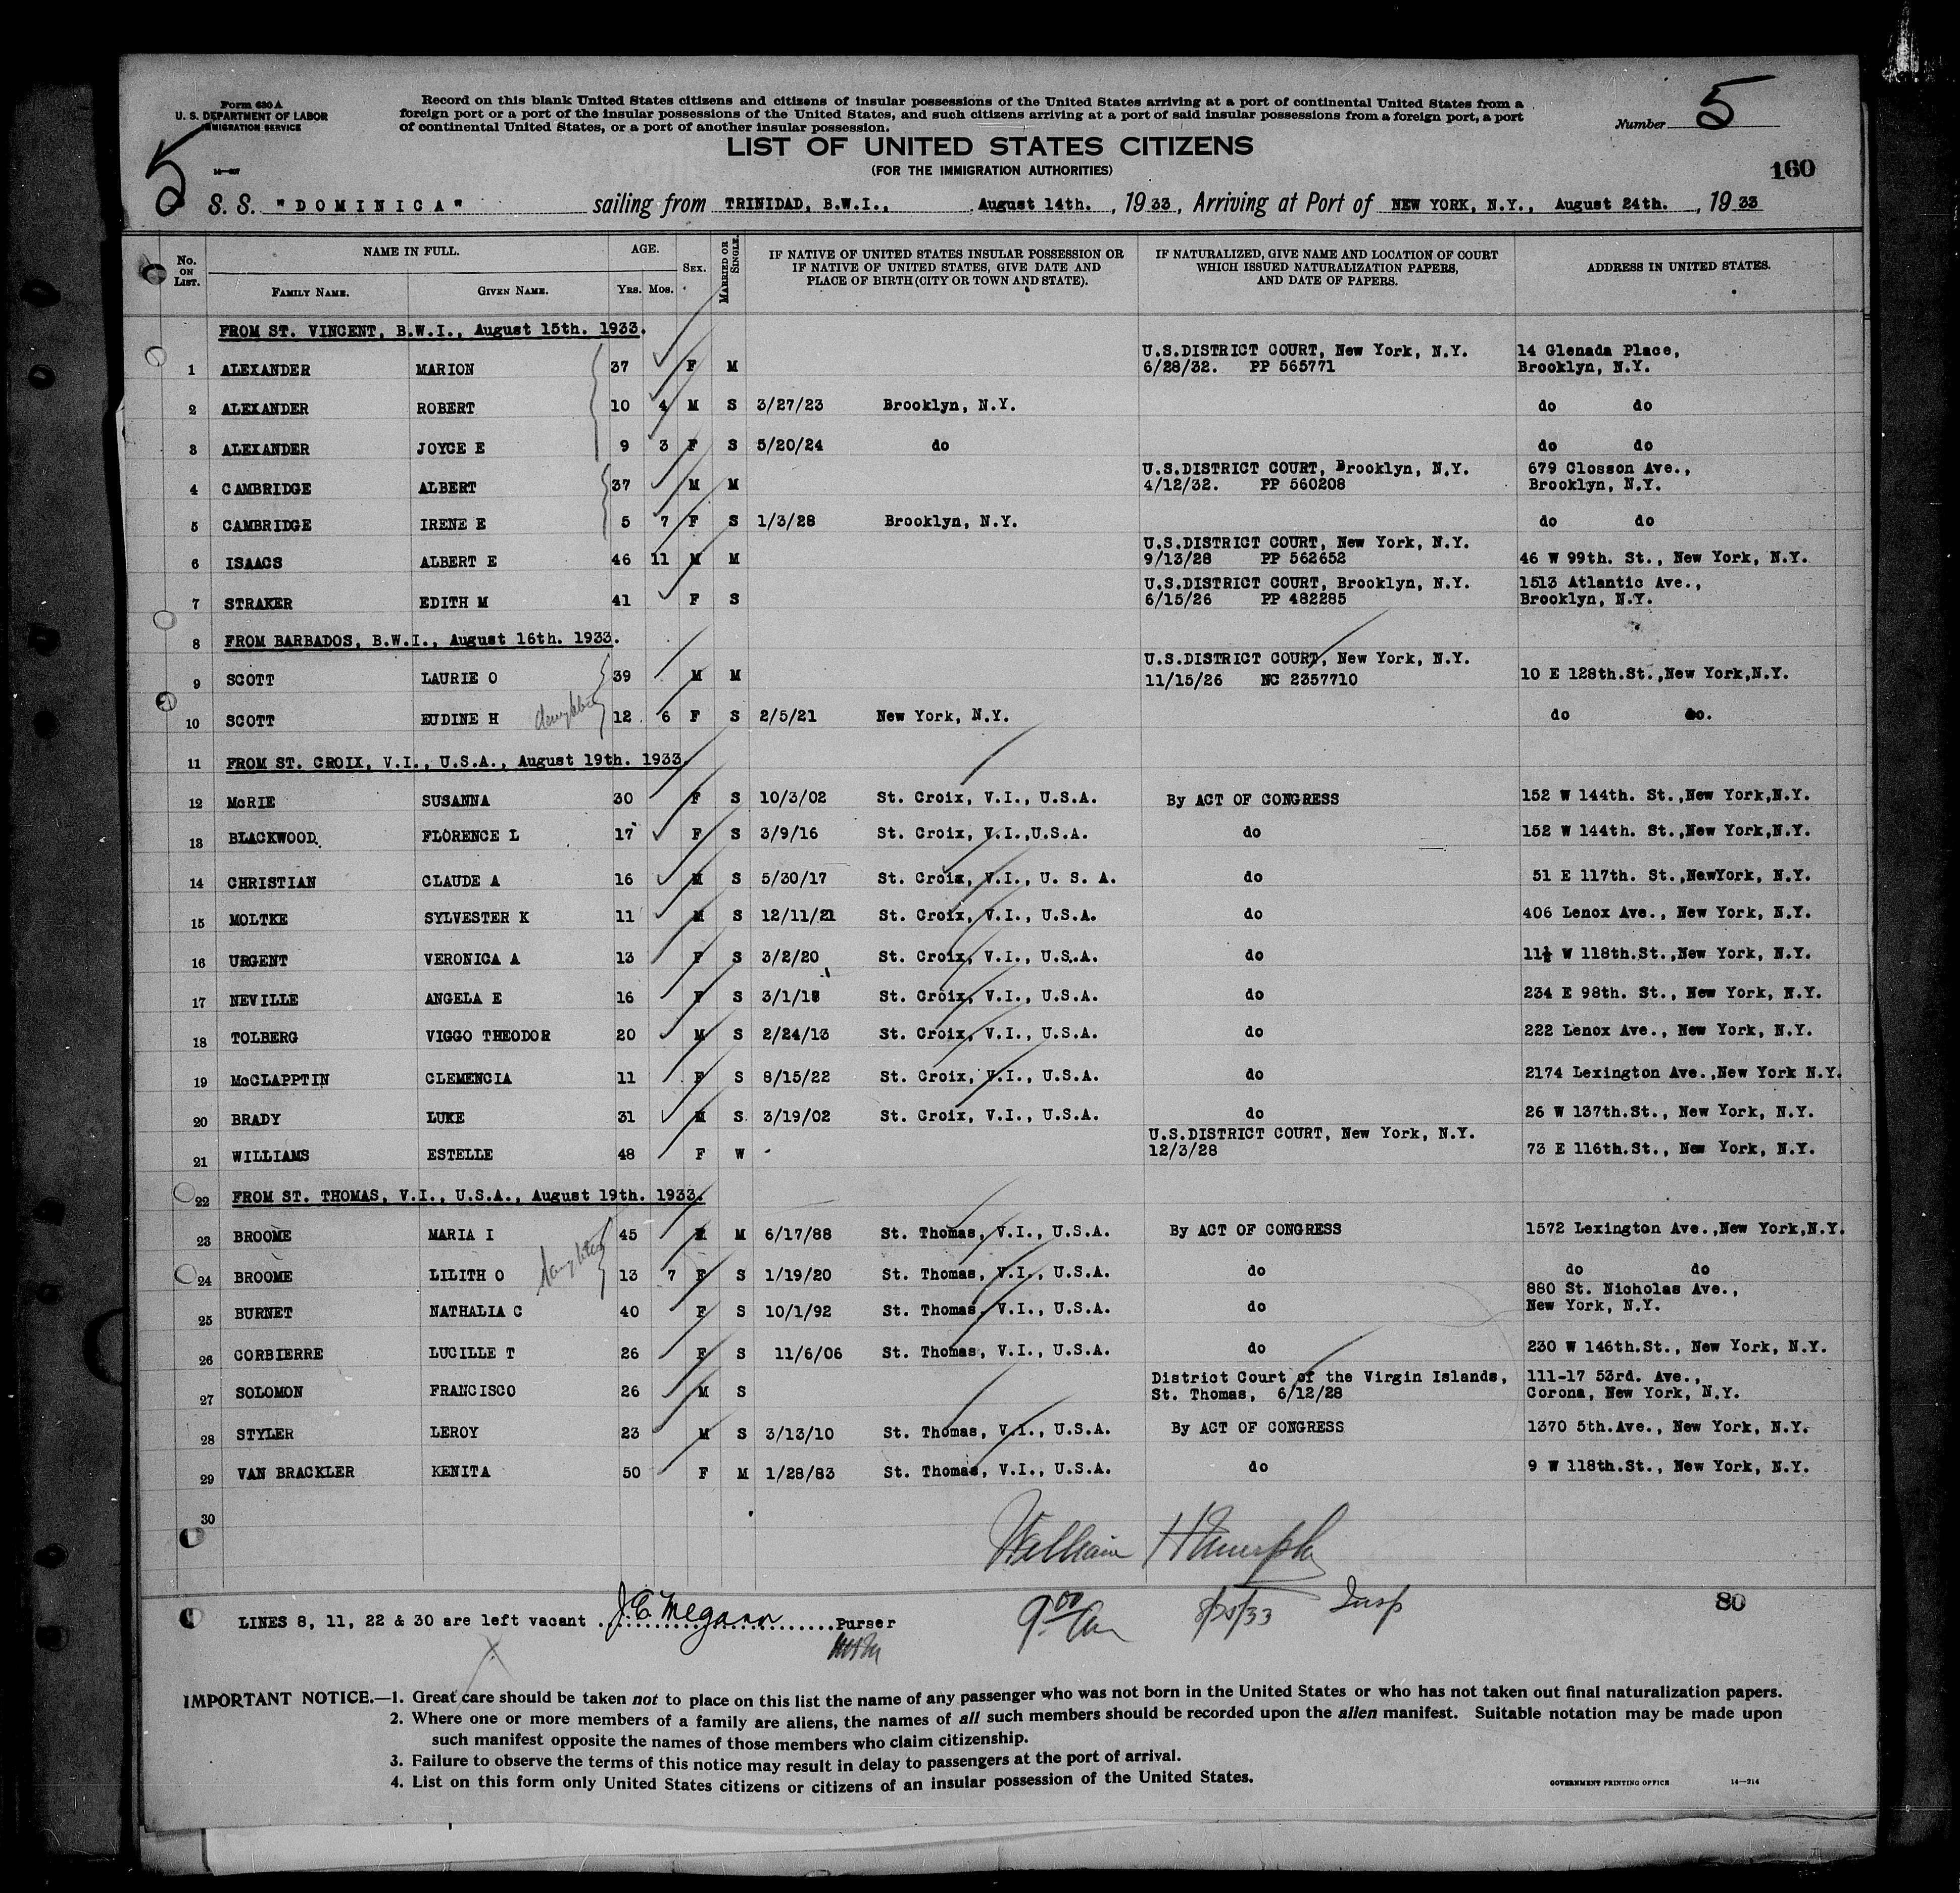 Form 630 A
U. S. DEPARTMENT OF LABOR
IMMIGRATION SERVICE
Record on this blank United States citizens and citizens of insular possessions of the United States arriving at a port of continental United States from a
foreign port or a port of the insular possessions of the United States, and such citizens arriving at a port of said insular possessions from a foreign port, a port
of continental United States, or a port of another insular possession.
Number 5
LIST OF UNITED STATES CITIZENS
(FOR THE IMMIGRATION AUTHORITIES)
160
5
S. S. "DOMINICA" sailing from TRINIDAD, B.W.I., August 14th. , 19 33 , Arriving at Port of NEW YORK, N.Y., August 24th. , 19 33
No. ON LIST. NAME IN FULL. FAMILY NAME. GIVEN NAME. AGE. YRS. MOS. SEX. MARRIED OR SINGLE. IF NATIVE OF UNITED STATES INSULAR POSSESSION OR IF NATIVE OF UNITED STATES, GIVE DATE AND PLACE OF BIRTH (CITY OR TOWN AND STATE). IF NATURALIZED, GIVE NAME AND LOCATION OF COURT WHICH ISSUED NATURALIZATION PAPERS, AND DATE OF PAPERS. ADDRESS IN UNITED STATES.
FROM ST. VINCENT, B.W.I., August 15th. 1933.
1 ALEXANDER MARION 37 F M U.S.DISTRICT COURT, New York, N.Y. 6/28/32. PP 565771 14 Glenada Place, Brooklyn, N.Y.
2 ALEXANDER ROBERT 10 4 M S 3/27/23 Brooklyn, N.Y. do do
3 ALEXANDER JOYCE E 9 3 F S 5/20/24 do do do
4 CAMBRIDGE ALBERT 37 M M U.S.DISTRICT COURT, Brooklyn, N.Y. 4/12/32. PP 560208 679 Closson Ave., Brooklyn, N.Y.
5 CAMBRIDGE IRENE E 5 7 F S 1/3/28 Brooklyn, N.Y. do do
6 ISAACS ALBERT E 46 11 M M U.S.DISTRICT COURT, New York, N.Y. 9/13/28 PP 562652 46 W 99th. St., New York, N.Y.
7 STRAKER EDITH M 41 F S U.S.DISTRICT COURT, Brooklyn, N.Y. 6/15/26 PP 482285 1513 Atlantic Ave., Brooklyn, N.Y.
8 FROM BARBADOS, B.W.I., August 16th. 1933.
9 SCOTT LAURIE O 39 M M U.S.DISTRICT COURT, New York, N.Y. 11/15/26 NC 2357710 10 E 128th.St.,New York,N.Y.
10 SCOTT EUDINE H daughter 12 6 F S 2/5/21 New York, N.Y. do do.
11 FROM ST. CROIX, V.I., U.S.A., August 19th. 1933.
12 McRIE SUSANNA 30 F S 10/3/02 St. Croix, V.I., U.S.A. By ACT OF CONGRESS 152 W 144th. St.,New York,N.Y.
13 BLACKWOOD FLORENCE L 17 F S 3/9/16 St. Croix, V.I.,U.S.A. do 152 W 144th. St.,New York,N.Y.
14 CHRISTIAN CLAUDE A 16 M S 5/30/17 St. Croix, V.I., U. S. A. do 51 E 117th. St.,NewYork, N.Y.
15 MOLTKE SYLVESTER K 11 M S 12/11/21 St. Croix, V.I., U.S.A. do 406 Lenox Ave., New York, N.Y.
16 URGENT VERONICA A 13 F S 3/2/20 St. Croix, V.I., U.S.A. do 11½ W 118th.St.,New York, N.Y.
17 NEVILLE ANGELA E 16 F S 3/1/18 St. Croix, V.I., U.S.A. do 234 E 98th. St., New York, N.Y.
18 TOLBERG VIGGO THEODOR 20 M S 2/24/13 St. Croix, V.I., U.S.A. do 222 Lenox Ave., New York, N.Y.
19 McCLAPPTIN CLEMENCIA 11 F S 8/15/22 St. Croix, V.I., U.S.A. do 2174 Lexington Ave.,New York N.Y.
20 BRADY LUKE 31 M S. 3/19/02 St. Croix, V.I., U.S.A. do 26 W 137th.St., New York, N.Y.
21 WILLIAMS ESTELLE 48 F W U.S.DISTRICT COURT, New York, N.Y. 12/3/28 73 E 116th.St., New York, N.Y.
22 FROM ST. THOMAS, V.I., U.S.A., August 19th. 1933.
23 BROOME MARIA I 45 F M 6/17/88 St. Thomas, V.I., U.S.A. By ACT OF CONGRESS 1572 Lexington Ave.,New York,N.Y.
24 BROOME LILITH O daughter 13 7 F S 1/19/20 St. Thomas, V.I., U.S.A. do do do
25 BURNET NATHALIA C 40 F S 10/1/92 St. Thomas, V.I., U.S.A. do 880 St. Nicholas Ave., New York, N.Y.
26 CORBIERRE LUCILLE T 26 F S 11/6/06 St. Thomas, V.I., U.S.A. do 230 W 146th.St., New York, N.Y.
27 SOLOMON FRANCISCO 26 M S District Court of the Virgin Islands, St. Thomas, 6/12/28 111-17 53rd. Ave., Corona, New York, N.Y.
28 STYLER LEROY 23 M S 3/13/10 St. Thomas, V.I., U.S.A. By ACT OF CONGRESS 1370 5th.Ave., New York, N.Y.
29 VAN BRACKLER KENITA 50 F M 1/28/83 St. Thomas, V.I., U.S.A. do 9 W 118th.St., New York, N.Y.
30
William H Murphy
LINES 8, 11, 22 & 30 are left vacant J.C. Megann Purser 9.00 Am 8/25/33 Insp 80
IMPORTANT NOTICE.—1. Great care should be taken not to place on this list the name of any passenger who was not born in the United States or who has not taken out final naturalization papers.
2. Where one or more members of a family are aliens, the names of all such members should be recorded upon the alien manifest. Suitable notation may be made upon
such manifest opposite the names of those members who claim citizenship.
3. Failure to observe the terms of this notice may result in delay to passengers at the port of arrival.
4. List on this form only United States citizens or citizens of an insular possession of the United States.
GOVERNMENT PRINTING OFFICE 14—214